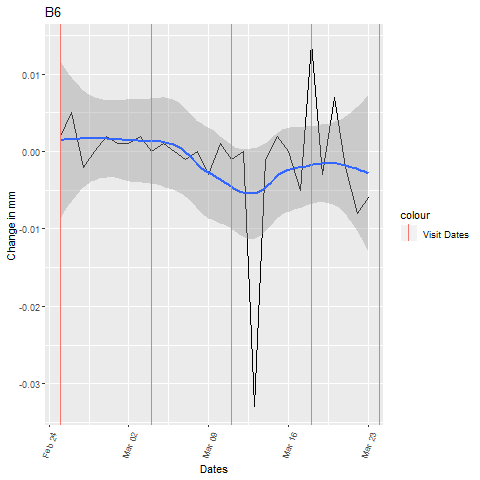 B6
Change in mm
0.01
0.00
-0.01
-0.02
-0.03
Feb 24
Mar 02
Mar 09
Mar 16
Mar 23
Dates
colour
Visit Dates